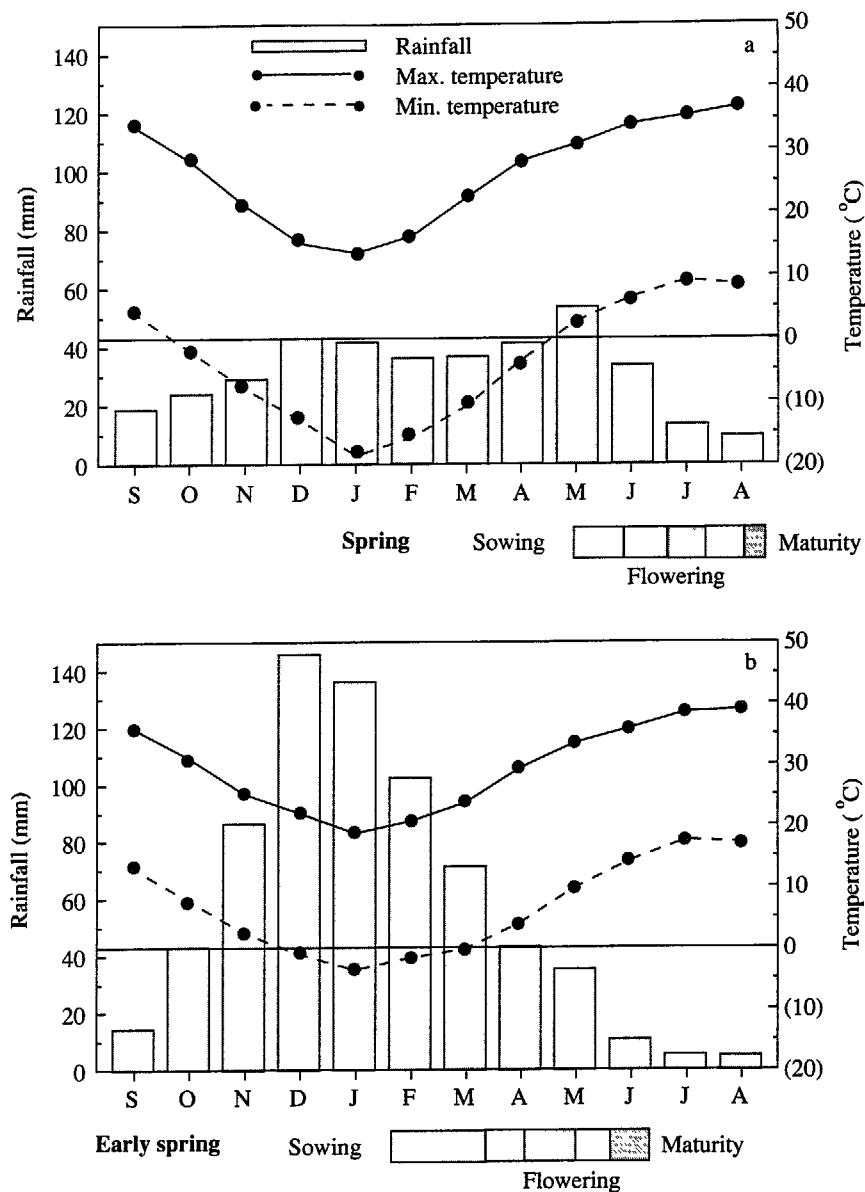 a
Rainfall
Max. temperature
Min. temperature
Rainfall (mm)
140
120
100
80
60
40
20
0
50
40
30
20
10
0
(10)
(20)
Temperature ( °C)
S O N D J F M A M J J A
Spring Sowing Maturity
Flowering
b
Rainfall (mm)
140
120
100
80
60
40
20
0
50
40
30
20
10
0
(10)
(20)
Temperature ( °C)
S O N D J F M A M J J A
Early spring Sowing Maturity
Flowering